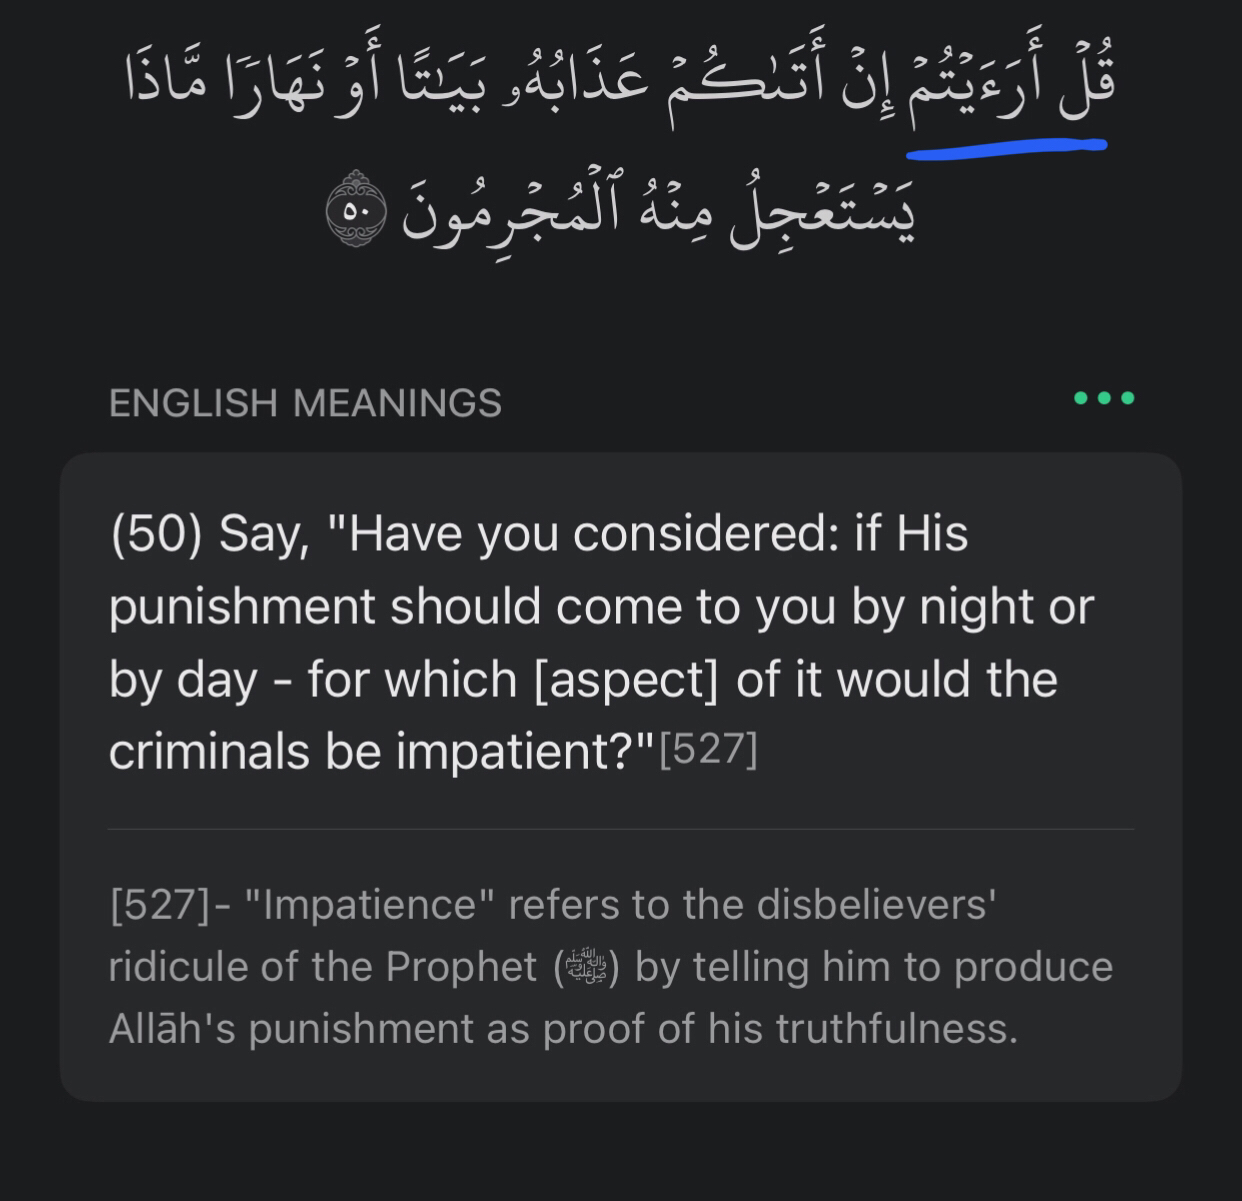 قُلۡ أَرَءَيۡتُمۡ إِنۡ أَتَىٰكُمۡ عَذَابُهُۥ بَيَٰتًا أَوۡ نَهَارٗا مَّاذَا
يَسۡتَعۡجِلُ مِنۡهُ ٱلۡمُجۡرِمُونَ ٥٠
ENGLISH MEANINGS
(50) Say, "Have you considered: if His
punishment should come to you by night or
by day - for which [aspect] of it would the
criminals be impatient?"[527]
[527]- "Impatience" refers to the disbelievers'
ridicule of the Prophet (ﷺ) by telling him to produce
Allāh's punishment as proof of his truthfulness.